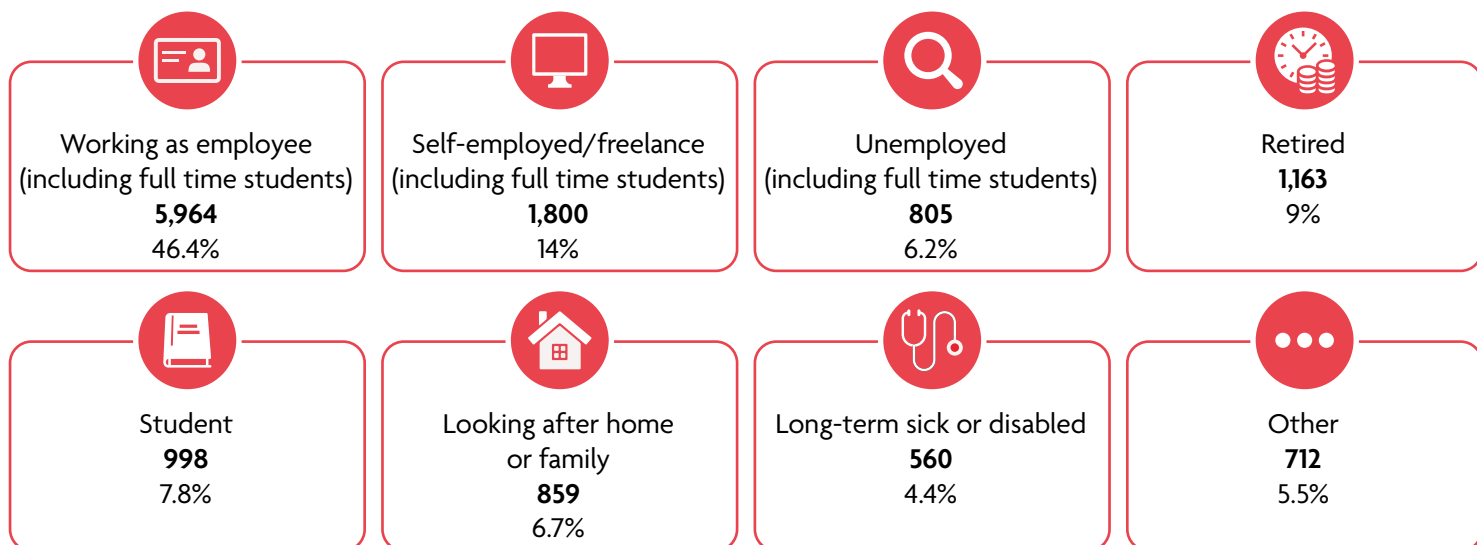 Working as employee
(including full time students)
5,964
46.4%
Self-employed/freelance
(including full time students)
1,800
14%
Unemployed
(including full time students)
805
6.2%
Retired
1,163
9%
Student
998
7.8%
Looking after home
or family
859
6.7%
Long-term sick or disabled
560
4.4%
Other
712
5.5%